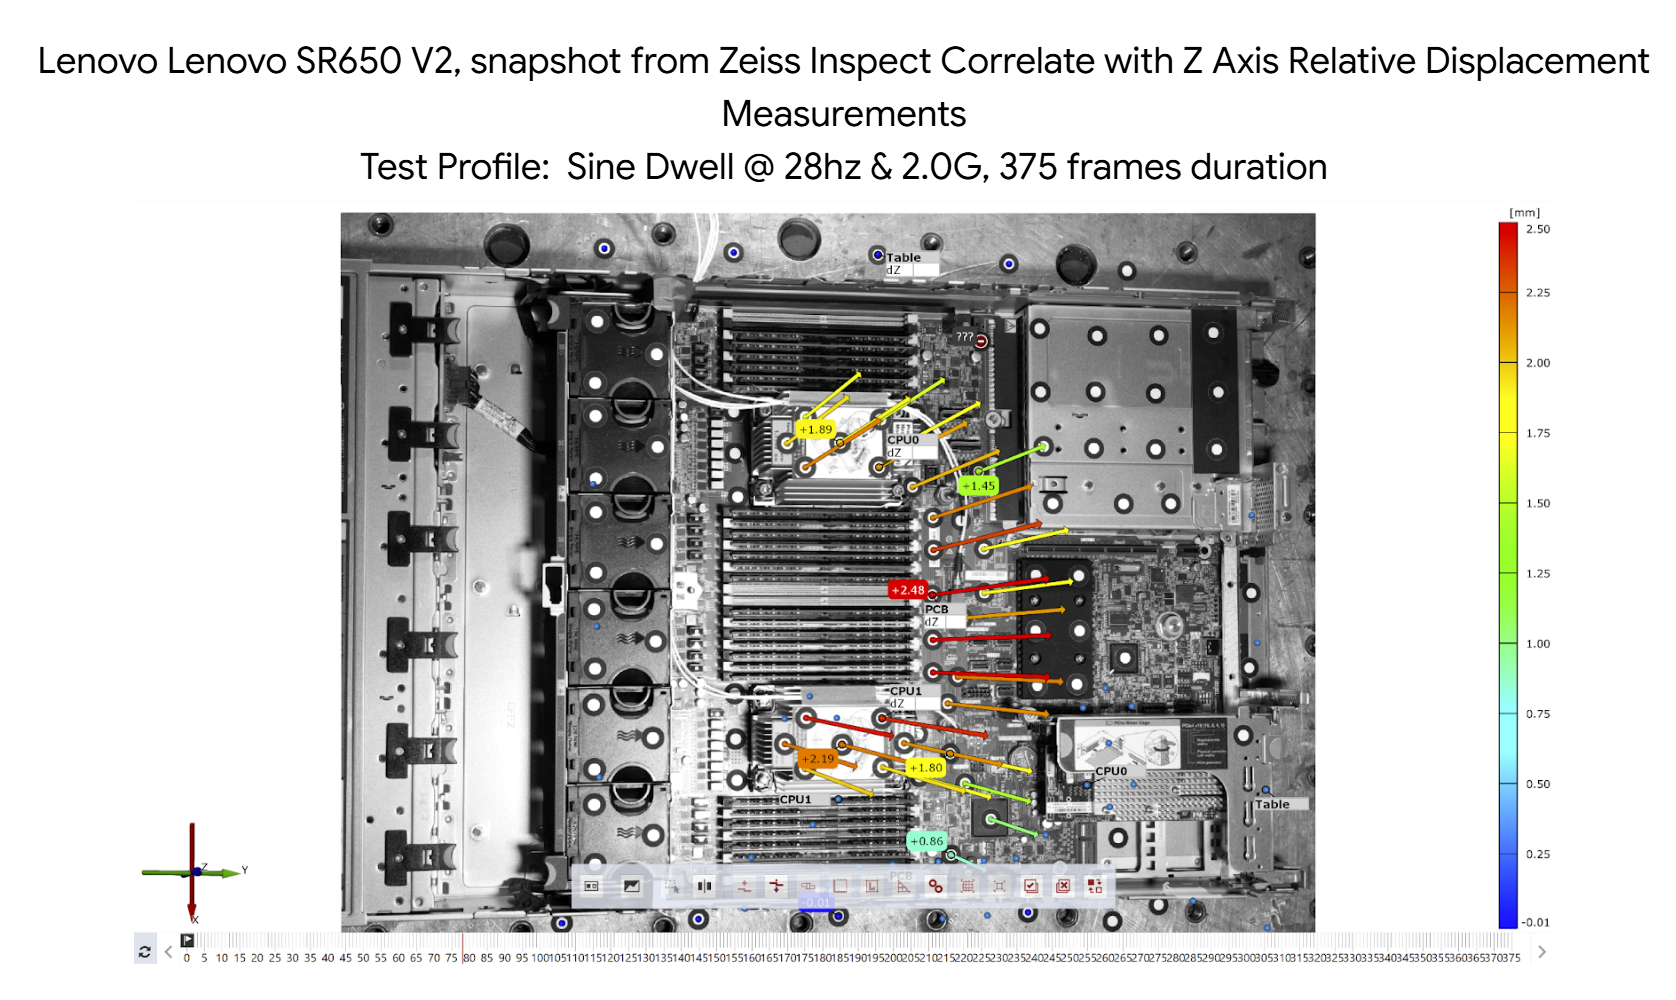 Lenovo Lenovo SR650 V2, snapshot from Zeiss Inspect Correlate with Z Axis Relative Displacement
Measurements
Test Profile:  Sine Dwell @ 28hz & 2.0G, 375 frames duration
[mm]
2.50
2.25
2.00
1.75
1.50
1.25
1.00
0.75
0.50
0.25
-0.01
Table
dZ
???
+1.89
CPU0
dZ
+1.45
+2.48
PCB
dZ
CPU1
dZ
+2.19
+1.80
CPU0
CPU1
Table
+0.86
PCB
-0.01
Z
Y
X
0 5 10 15 20 25 30 35 40 45 50 55 60 65 70 75 80 85 90 95 100 105 110 115 120 125 130 135 140 145 150 155 160 165 170 175 180 185 190 195 200 205 210 215 220 225 230 235 240 245 250 255 260 265 270 275 280 285 290 295 300 305 310 315 320 325 330 335 340 345 350 355 360 365 370 375